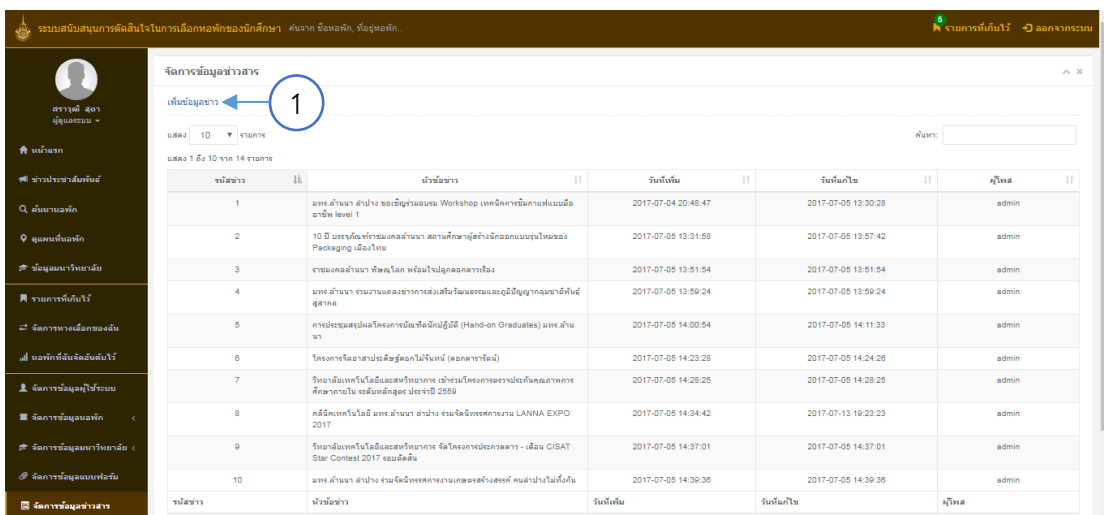 ระบบสนับสนุนการตัดสินใจในการเลือกหอพักของนักศึกษา ค้นจาก ชื่อหอพัก, ที่อยู่หอพัก...
5
รายการที่เก็บไว้ ออกจากระบบ
ศราวุฒิ สุดา
ผู้ดูแลระบบ
หน้าแรก
ข่าวประชาสัมพันธ์
ค้นหาหอพัก
ดูแผนที่หอพัก
ข้อมูลมหาวิทยาลัย
รายการที่เก็บไว้
จัดการทางเลือกของฉัน
หอพักที่ฉันจัดอันดับไว้
จัดการข้อมูลผู้ใช้ระบบ
จัดการข้อมูลหอพัก
จัดการข้อมูลมหาวิทยาลัย
จัดการข้อมูลแบบฟอร์ม
จัดการข้อมูลข่าวสาร
จัดการข้อมูลข่าวสาร
เพิ่มข้อมูลข่าว
1
แสดง 10 รายการ
ค้นหา:
แสดง 1 ถึง 10 จาก 14 รายการ
รหัสข่าว หัวข้อข่าว วันที่เพิ่ม วันที่แก้ไข ผู้โพส
1 มทร.ล้านนา ลำปาง ขอเชิญร่วมอบรม Workshop เทคนิคการชิมกาแฟแบบมือ 2017-07-04 20:48:47 2017-07-05 13:30:28 admin
อาชีพ level 1
2 10 ปี บรรจุภัณฑ์ราชมงคลล้านนา สถานศึกษาผู้สร้างนักออกแบบรุ่นใหม่ของ 2017-07-05 13:31:58 2017-07-05 13:57:42 admin
Packaging เมืองไทย
3 ราชมงคลล้านนา พิษณุโลก พร้อมใจปลูกดอกดาวเรือง 2017-07-05 13:51:54 2017-07-05 13:51:54 admin
4 มทร.ล้านนา ร่วมงานแถลงข่าวการส่งเสริมวัฒนธรรมและภูมิปัญญากลุ่มชาติพันธุ์ 2017-07-05 13:59:24 2017-07-05 13:59:24 admin
สู่สากล
5 การประชุมสรุปผลโครงการบัณฑิตนักปฏิบัติ (Hand-on Graduates) มทร.ล้าน 2017-07-05 14:00:54 2017-07-05 14:11:33 admin
นา
6 โครงการจิตอาสาประดิษฐ์ดอกไม้จันทน์ (ดอกดารารัตน์) 2017-07-05 14:23:28 2017-07-05 14:24:26 admin
7 วิทยาลัยเทคโนโลยีและสหวิทยาการ เข้าร่วมโครงการตรวจประกันคุณภาพการ 2017-07-05 14:28:25 2017-07-05 14:28:25 admin
ศึกษาภายใน ระดับหลักสูตร ประจำปี 2559
8 คลินิกเทคโนโลยี มทร.ล้านนา ลำปาง ร่วมจัดนิทรรศการงาน LANNA EXPO 2017-07-05 14:34:42 2017-07-13 19:23:23 admin
2017
9 วิทยาลัยเทคโนโลยีและสหวิทยาการ จัดโครงการประกวดดาว - เดือน CISAT 2017-07-05 14:37:01 2017-07-05 14:37:01 admin
Star Contest 2017 รอบตัดสิน
10 มทร.ล้านนา ลำปาง ร่วมจัดนิทรรศการงานเกษตรสร้างสรรค์ คนลำปางไม่ทิ้งกัน 2017-07-05 14:39:36 2017-07-05 14:39:36 admin
รหัสข่าว หัวข้อข่าว วันที่เพิ่ม วันที่แก้ไข ผู้โพส